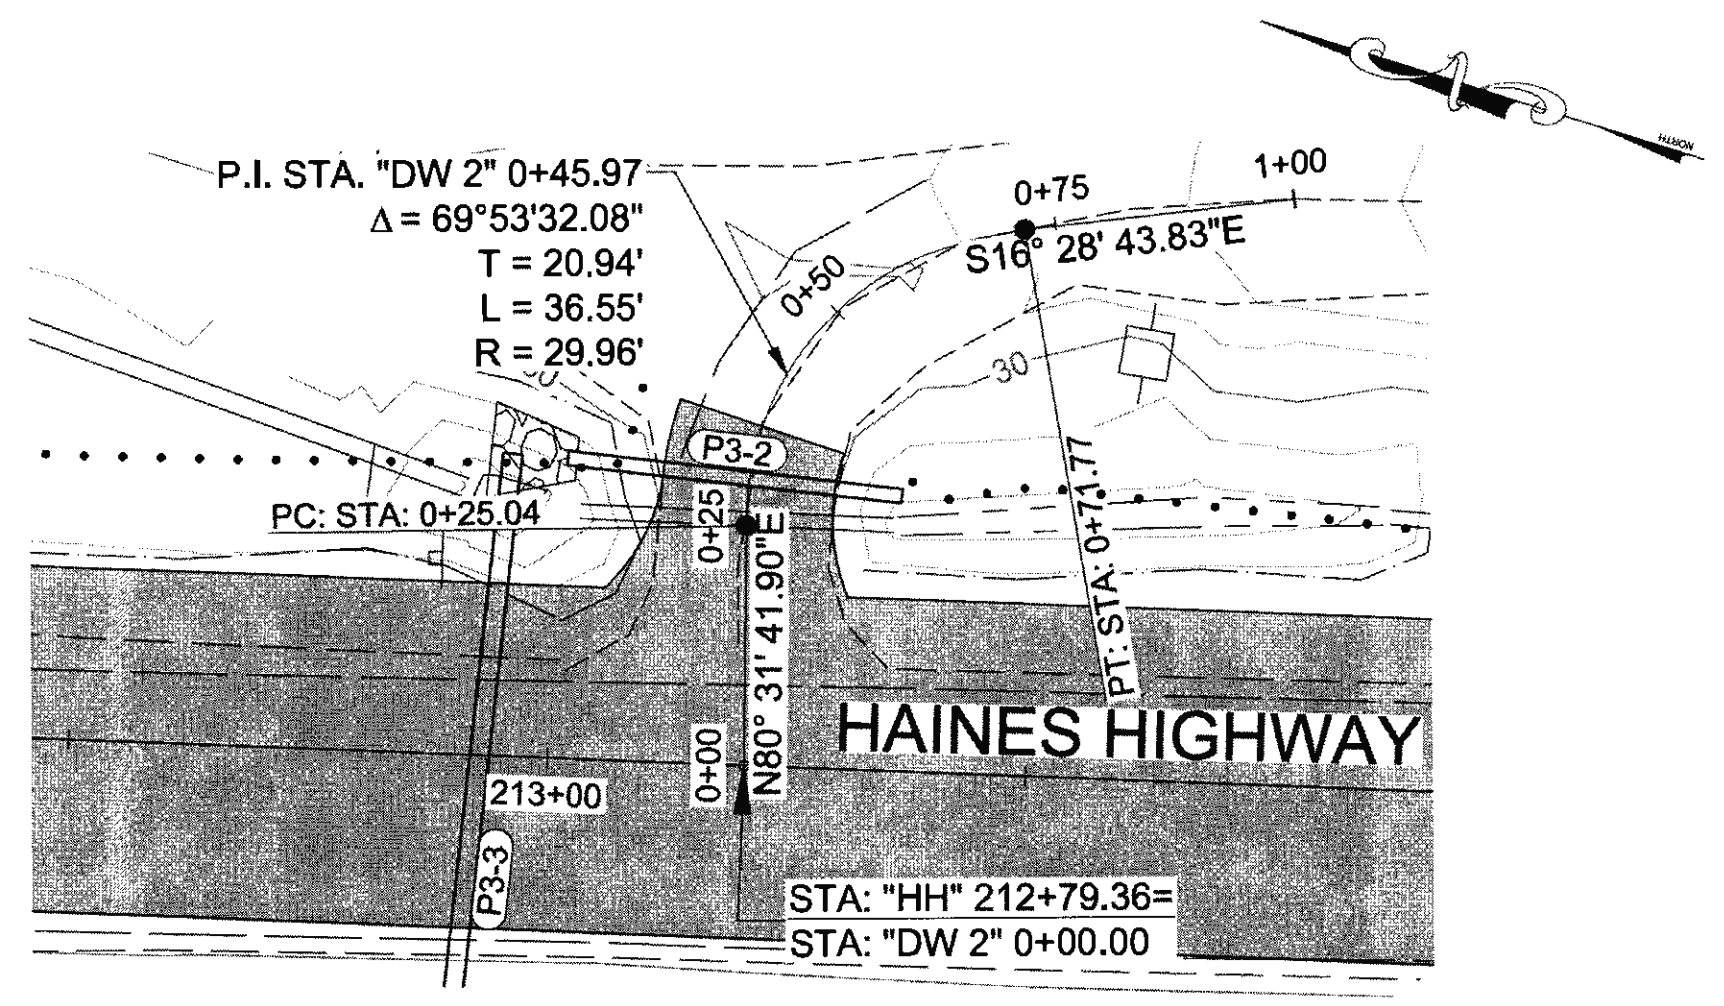 NORTH
P.I. STA. "DW 2" 0+45.97
Δ = 69°53'32.08"
T = 20.94'
L = 36.55'
R = 29.96'
0+50
0+75
1+00
S16° 28' 43.83"E
30
P3-2
PC: STA: 0+25.04
0+25
N80° 31' 41.90"E
0+00
PT: STA: 0+71.77
HAINES HIGHWAY
213+00
P3-3
STA: "HH" 212+79.36=
STA: "DW 2" 0+00.00